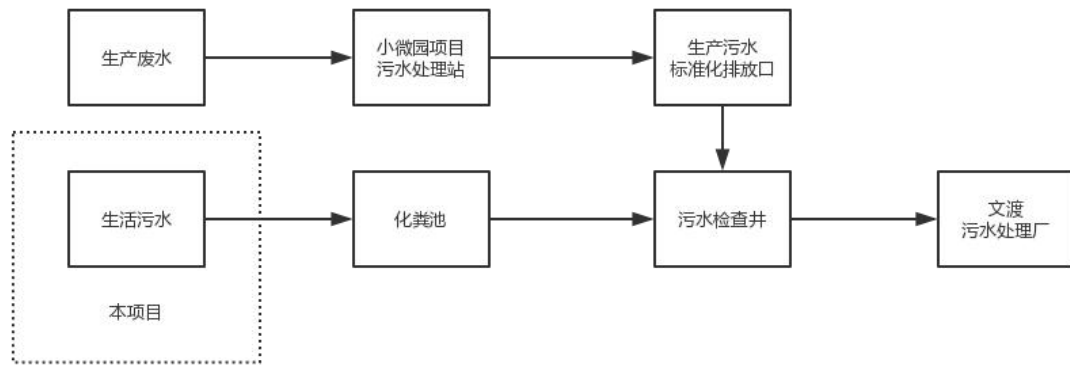 生产废水
小微园项目
污水处理站
生产污水
标准化排放口
生活污水
化粪池
污水检查井
文渡
污水处理厂
本项目